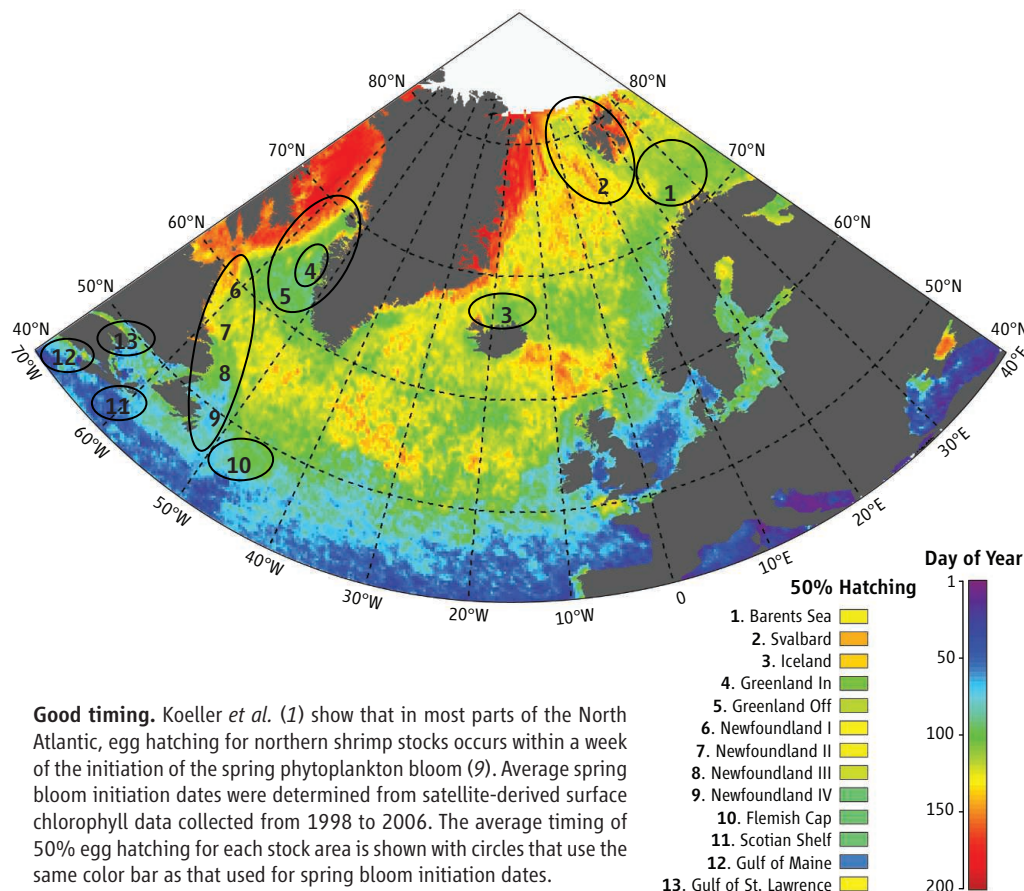 80°N
80°N
70°N
70°N
60°N
60°N
50°N
50°N
40°N
40°N
70°W
40°E
60°W
30°E
50°W
20°E
40°W
10°E
30°W
0
20°W
10°W
1
2
3
4
5
6
7
8
9
10
11
12
13
Day of Year
50% Hatching
1
50
100
150
200
1. Barents Sea
2. Svalbard
3. Iceland
4. Greenland In
5. Greenland Off
6. Newfoundland I
7. Newfoundland II
8. Newfoundland III
9. Newfoundland IV
10. Flemish Cap
11. Scotian Shelf
12. Gulf of Maine
13. Gulf of St. Lawrence
Good timing. Koeller et al. (1) show that in most parts of the North
Atlantic, egg hatching for northern shrimp stocks occurs within a week
of the initiation of the spring phytoplankton bloom (9). Average spring
bloom initiation dates were determined from satellite-derived surface
chlorophyll data collected from 1998 to 2006. The average timing of
50% egg hatching for each stock area is shown with circles that use the
same color bar as that used for spring bloom initiation dates.